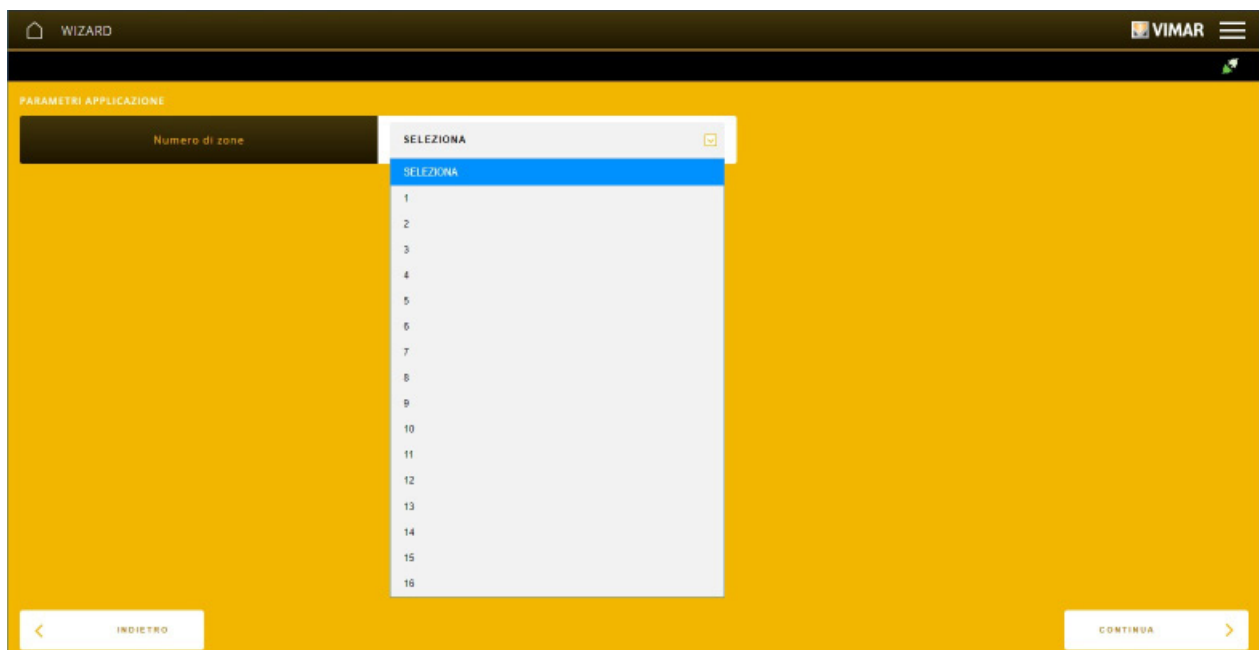 WIZARD
VIMAR
PARAMETRI APPLICAZIONE
Numero di zone
SELEZIONA
SELEZIONA
1
2
3
4
5
6
7
8
9
10
11
12
13
14
15
16
INDIETRO
CONTINUA